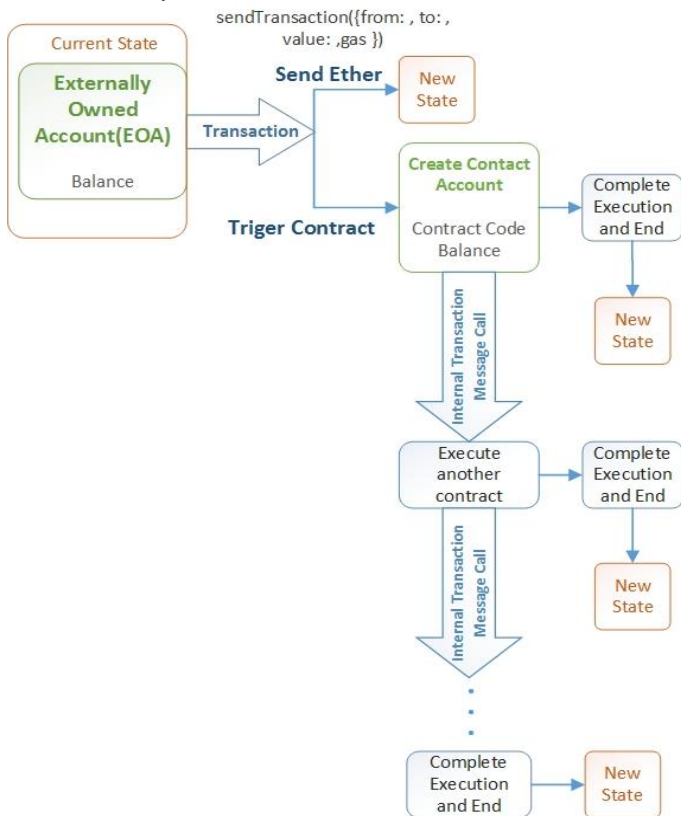 sendTransaction({from: , to: ,
value: ,gas })
Current State
Externally
Owned
Account(EOA)
Balance
Transaction
Send Ether
New
State
Triger Contract
Create Contact
Account
Contract Code
Balance
Complete
Execution
and End
New
State
Internal Transaction
Message Call
Execute
another
contract
Complete
Execution
and End
New
State
Internal Transaction
Message Call
Complete
Execution
and End
New
State